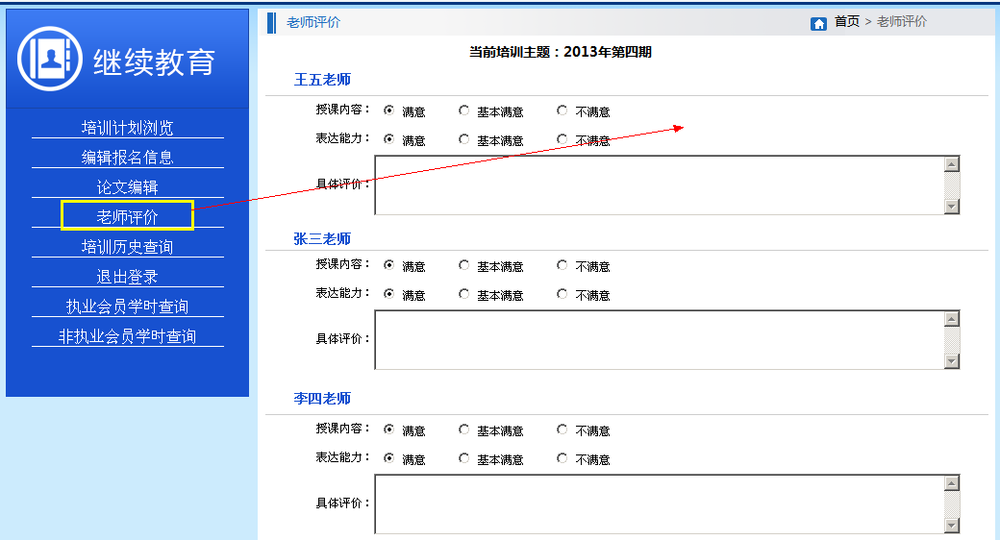 继续教育
培训计划浏览
编辑报名信息
论文编辑
老师评价
培训历史查询
退出登录
执业会员学时查询
非执业会员学时查询
老师评价 首页 > 老师评价
当前培训主题：2013年第四期
王五老师
授课内容： 满意 基本满意 不满意
表达能力： 满意 基本满意 不满意
具体评价：
张三老师
授课内容： 满意 基本满意 不满意
表达能力： 满意 基本满意 不满意
具体评价：
李四老师
授课内容： 满意 基本满意 不满意
表达能力： 满意 基本满意 不满意
具体评价：